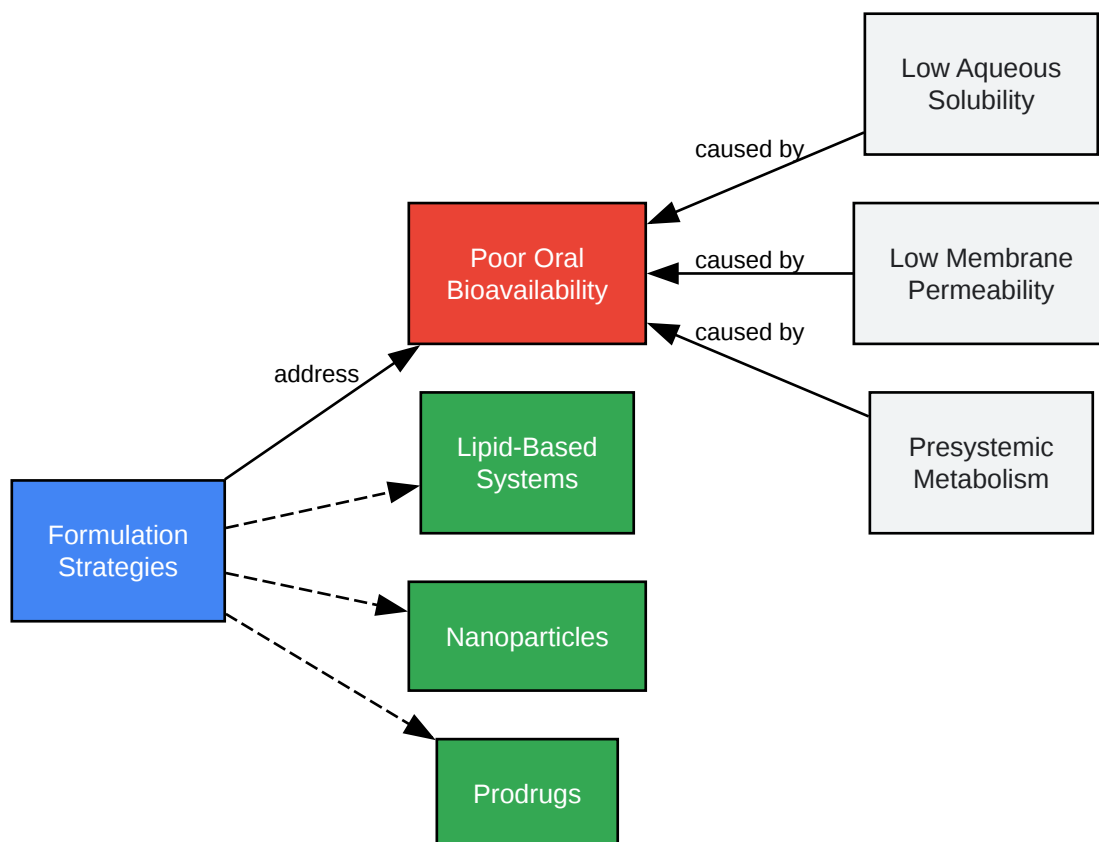 Low Aqueous
Solubility
caused by
Poor Oral
Bioavailability
caused by
Low Membrane
Permeability
caused by
address
Lipid-Based
Systems
Presystemic
Metabolism
Formulation
Strategies
Nanoparticles
Prodrugs